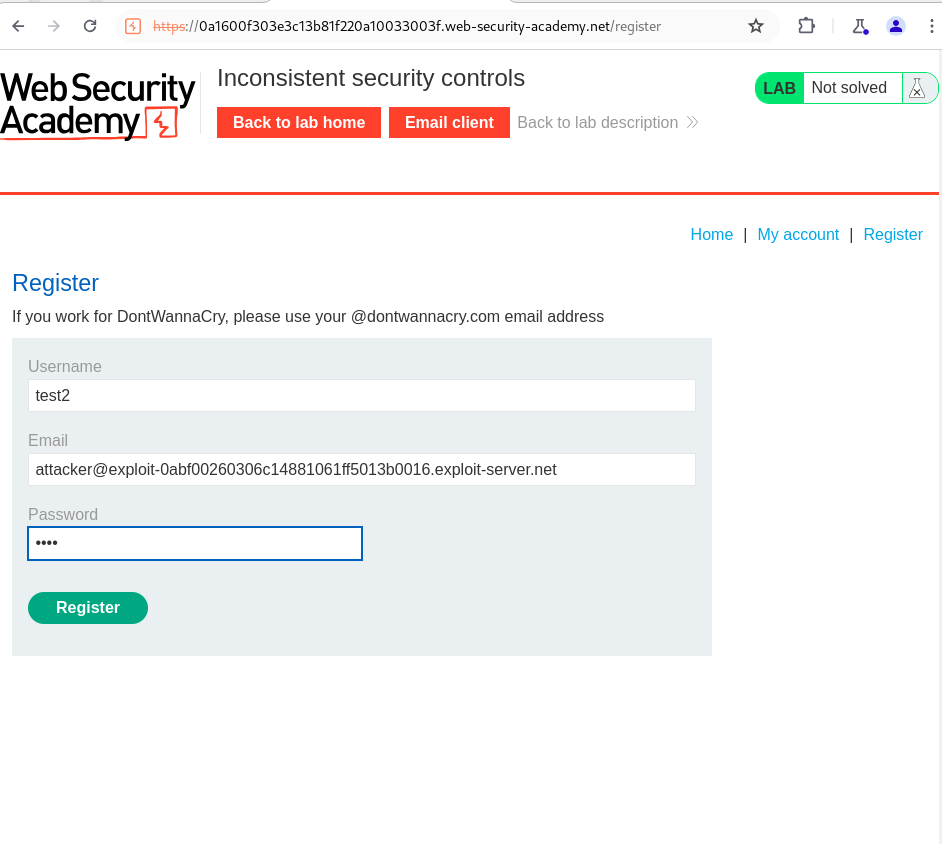 https://0a1600f303e3c13b81f220a10033003f.web-security-academy.net/register
Web Security
Academy
Inconsistent security controls
LAB Not solved
Back to lab home Email client Back to lab description
Home | My account | Register
Register
If you work for DontWannaCry, please use your @dontwannacry.com email address
Username
test2
Email
attacker@exploit-0abf00260306c14881061ff5013b0016.exploit-server.net
Password
••••
Register